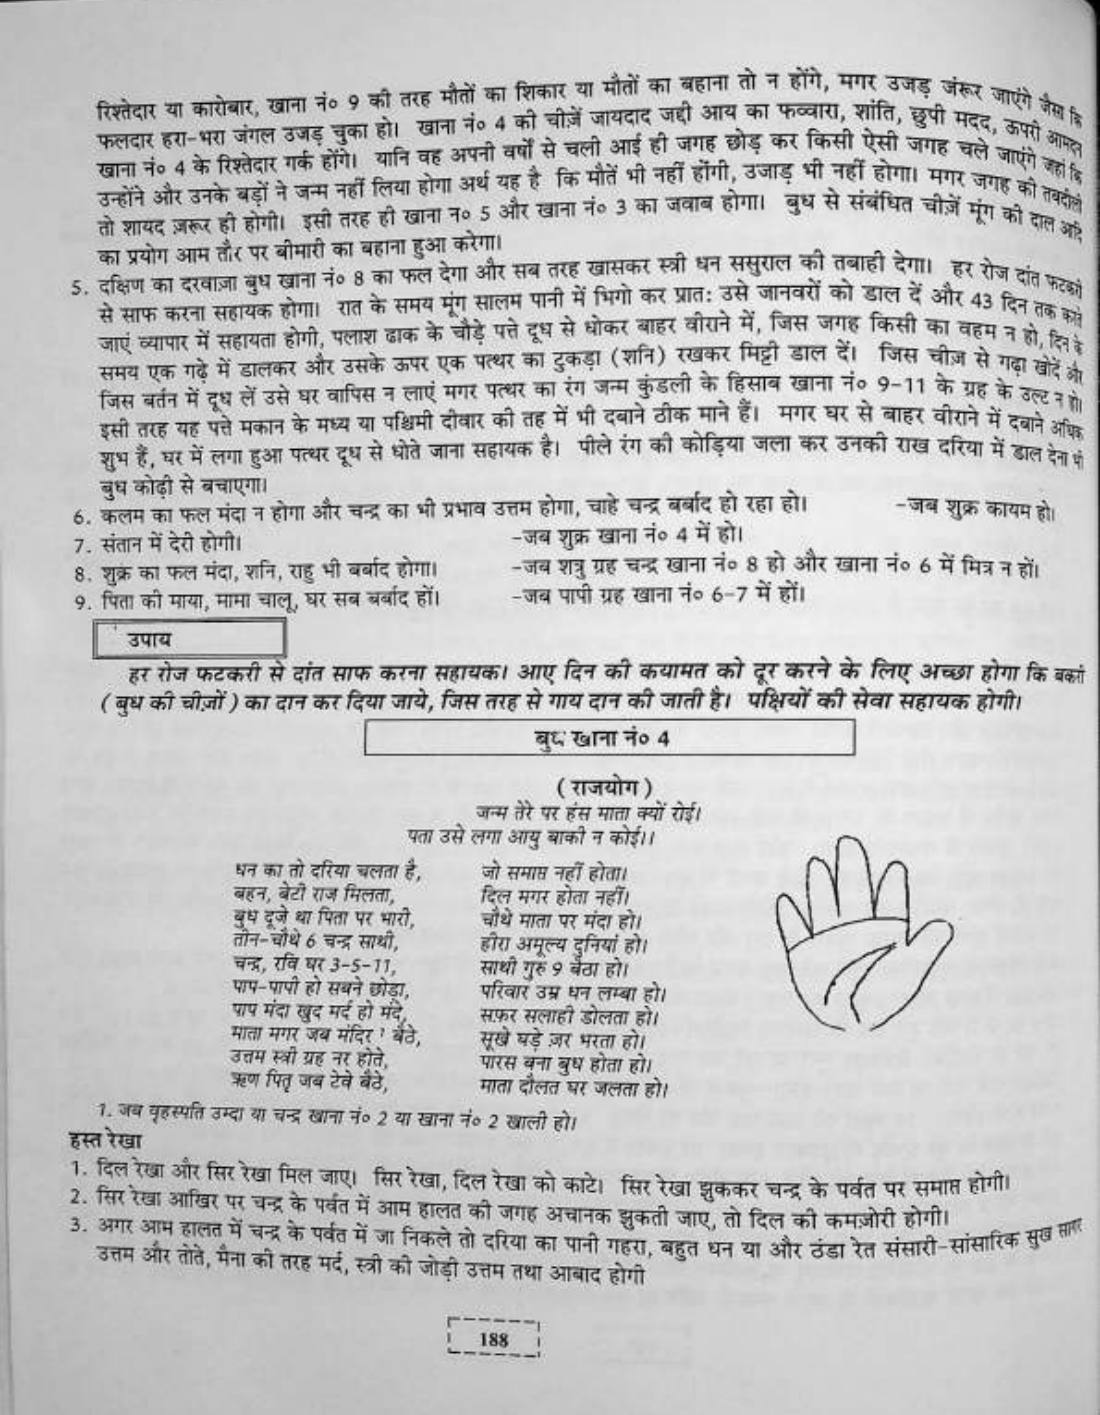 रिश्तेदार या कारोबार, खाना नं० 9 की तरह मौतों का शिकार या मौतों का बहाना तो न होंगे, मगर उजड़ जंरूर जाएंगे जैसा कि
फलदार हरा-भरा जंगल उजड़ चुका हो। खाना नं० 4 की चीज़ें जायदाद जद्दी आय का फव्वारा, शांति, छुपी मदद, ऊपरी आमदन
खाना नं० 4 के रिश्तेदार गर्क होंगे। यानि वह अपनी वर्षों से चली आई ही जगह छोड़ कर किसी ऐसी जगह चले जाएंगे जहां कि
उन्होंने और उनके बड़ों ने जन्म नहीं लिया होगा अर्थ यह है कि मौतें भी नहीं होंगी, उजाड़ भी नहीं होगा। मगर जगह की तबदीली
तो शायद ज़रूर ही होगी। इसी तरह ही खाना न० 5 और खाना नं० 3 का जवाब होगा। बुध से संबंधित चीज़ें मूंग की दाल आदि
का प्रयोग आम तौर पर बीमारी का बहाना हुआ करेगा।
5. दक्षिण का दरवाज़ा बुध खाना नं० 8 का फल देगा और सब तरह खासकर स्त्री धन ससुराल की तबाही देगा। हर रोज दांत फटकरी
से साफ करना सहायक होगा। रात के समय मूंग सालम पानी में भिगो कर प्रातः उसे जानवरों को डाल दें और 43 दिन तक करते
जाएं व्यापार में सहायता होगी, पलाश ढाक के चौड़े पत्ते दूध से धोकर बाहर वीराने में, जिस जगह किसी का वहम न हो, दिन के
समय एक गढ़े में डालकर और उसके ऊपर एक पत्थर का टुकड़ा (शनि) रखकर मिट्टी डाल दें। जिस चीज़ से गढ़ा खोदें और
जिस बर्तन में दूध लें उसे घर वापिस न लाएं मगर पत्थर का रंग जन्म कुंडली के हिसाब खाना नं० 9-11 के ग्रह के उल्ट न हो।
इसी तरह यह पत्ते मकान के मध्य या पश्चिमी दीवार की तह में भी दबाने ठीक माने हैं। मगर घर से बाहर वीराने में दबाने अधिक
शुभ हैं, घर में लगा हुआ पत्थर दूध से धोते जाना सहायक है। पीले रंग की कोड़िया जला कर उनकी राख दरिया में डाल देना भी
बुध कोढ़ी से बचाएगा।
6. कलम का फल मंदा न होगा और चन्द्र का भी प्रभाव उत्तम होगा, चाहे चन्द्र बर्बाद हो रहा हो। -जब शुक्र कायम हो।
7. संतान में देरी होगी। -जब शुक्र खाना नं० 4 में हो।
8. शुक्र का फल मंदा, शनि, राहु भी बर्बाद होगा। -जब शत्रु ग्रह चन्द्र खाना नं० 8 हो और खाना नं० 6 में मित्र न हों।
9. पिता की माया, मामा चालू, घर सब बर्बाद हों। -जब पापी ग्रह खाना नं० 6-7 में हों।
उपाय
हर रोज फटकरी से दांत साफ करना सहायक। आए दिन की कयामत को दूर करने के लिए अच्छा होगा कि बकरी
(बुध की चीज़ों) का दान कर दिया जाये, जिस तरह से गाय दान की जाती है। पक्षियों की सेवा सहायक होगी।
बुध खाना नं० 4
(राजयोग)
जन्म तेरे पर हंस माता क्यों रोई।
पता उसे लगा आयु बाकी न कोई।।
धन का तो दरिया चलता है, जो समाप्त नहीं होता।
बहन, बेटी राज मिलता, दिल मगर होता नहीं।
बुध दूजे था पिता पर भारी, चौथे माता पर मंदा हो।
तीन-चौथे 6 चन्द्र साथी, हीरा अमूल्य दुनियां हो।
चन्द्र, रवि घर 3-5-11, साथी गुरु 9 बैठा हो।
पाप-पापी हो सबने छोड़ा, परिवार उम्र धन लम्बा हो।
पाप मंदा खुद मर्द हो मंदे, सफ़र सलाही डोलता हो।
माता मगर जब मंदिर ¹ बैठे, सूखे घड़े ज़र भरता हो।
उत्तम स्त्री ग्रह नर होते, पारस बना बुध होता हो।
ऋण पितृ जब टेवे बैठे, माता दौलत घर जलता हो।
1. जब वृहस्पति उम्दा या चन्द्र खाना नं० 2 या खाना नं० 2 खाली हो।
हस्त रेखा
1. दिल रेखा और सिर रेखा मिल जाए। सिर रेखा, दिल रेखा को काटे। सिर रेखा झुककर चन्द्र के पर्वत पर समाप्त होगी।
2. सिर रेखा आखिर पर चन्द्र के पर्वत में आम हालत की जगह अचानक झुकती जाए, तो दिल की कमज़ोरी होगी।
3. अगर आम हालत में चन्द्र के पर्वत में जा निकले तो दरिया का पानी गहरा, बहुत धन या और ठंडा रेत संसारी-सांसारिक सुख सागर
उत्तम और तोते, मैना की तरह मर्द, स्त्री की जोड़ी उत्तम तथा आबाद होगी
188